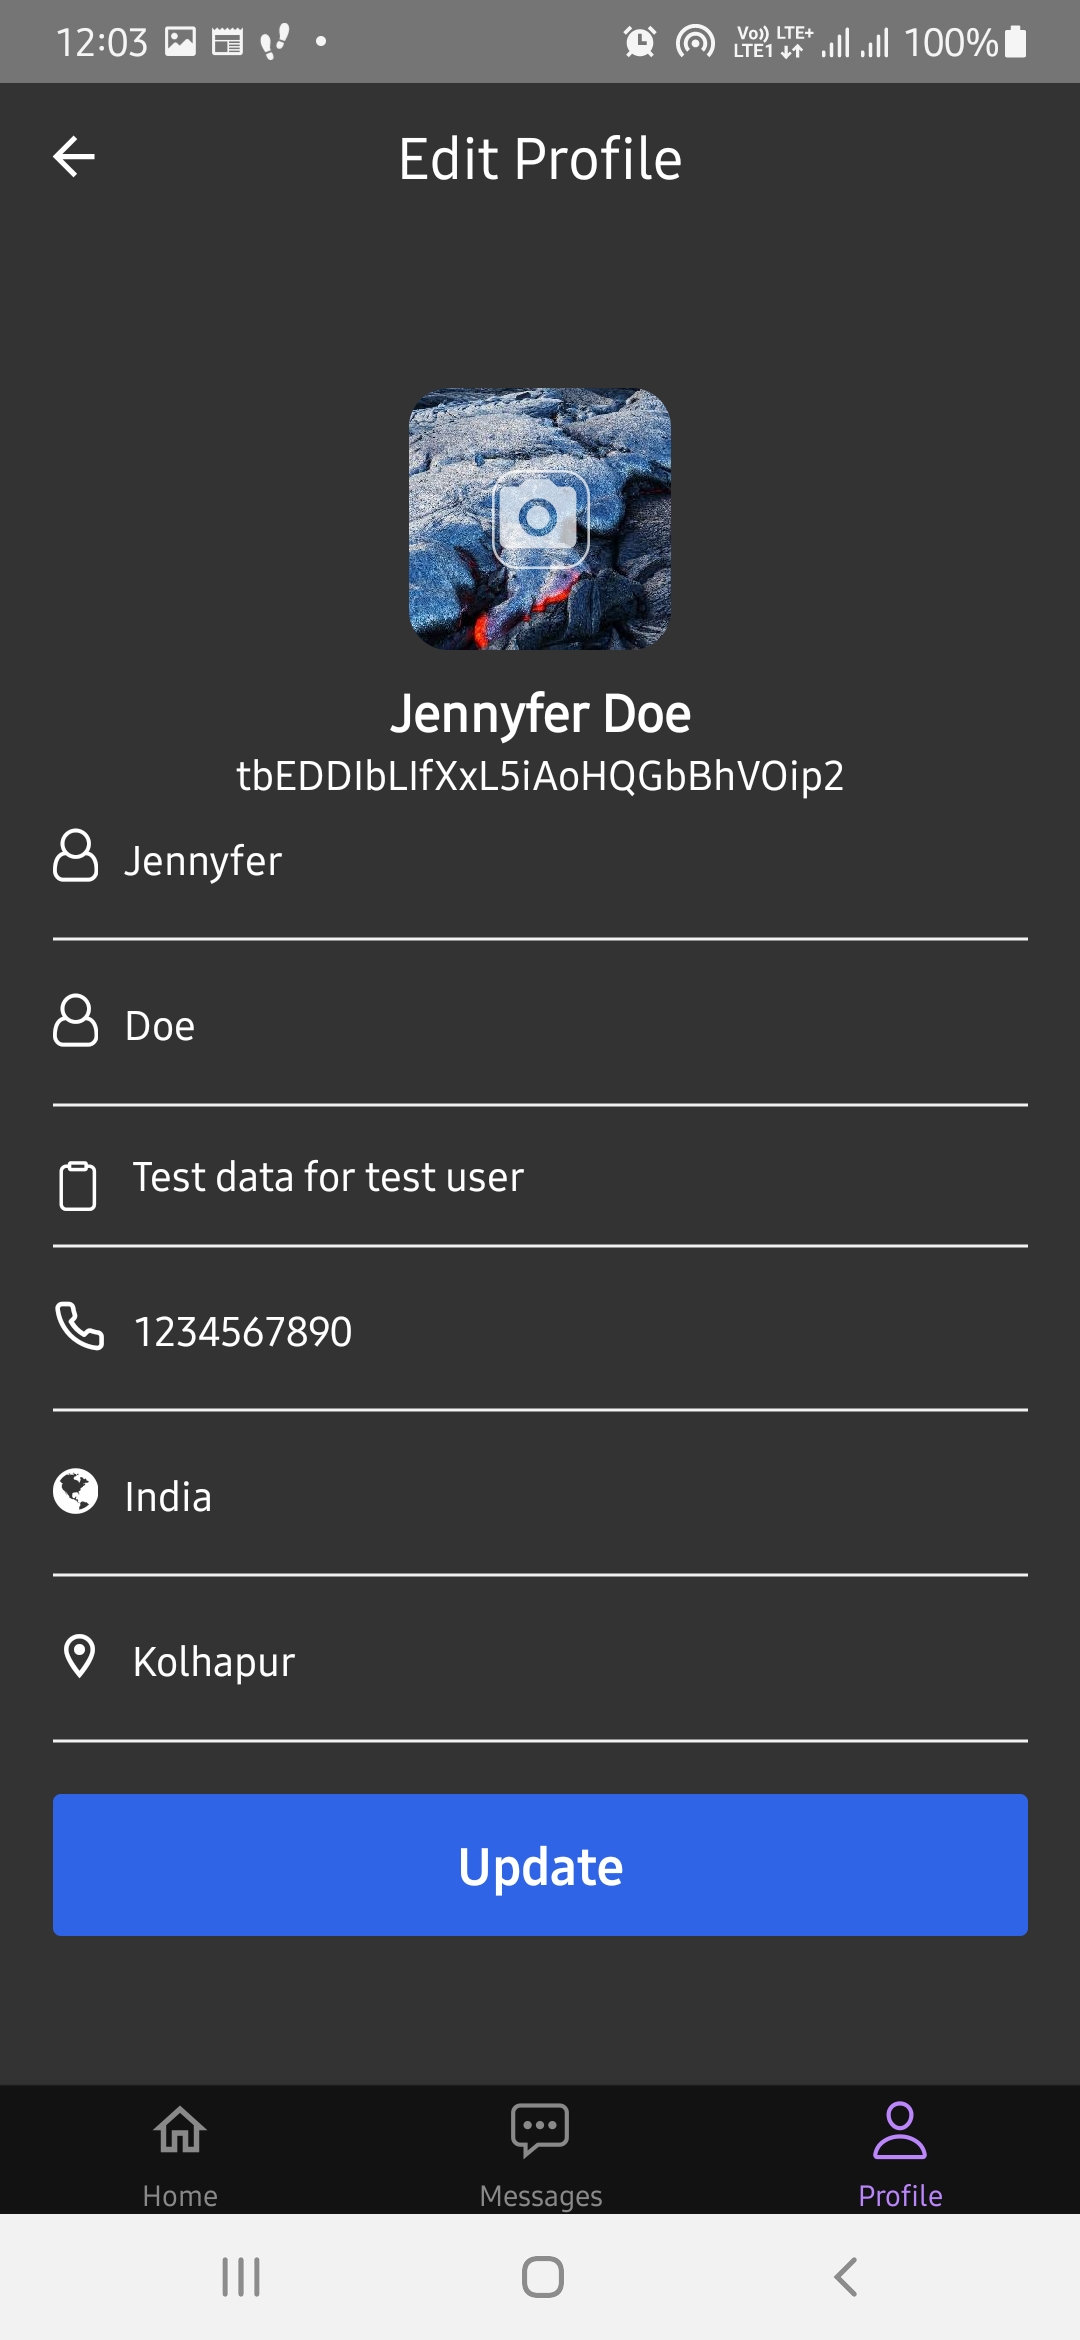 12:03 Vo)) LTE+ LTE1 100%
Edit Profile
Jennyfer Doe
tbEDDIbLIfXxL5iAoHQGbBhVOip2
Jennyfer
Doe
Test data for test user
1234567890
India
Kolhapur
Update
Home Messages Profile